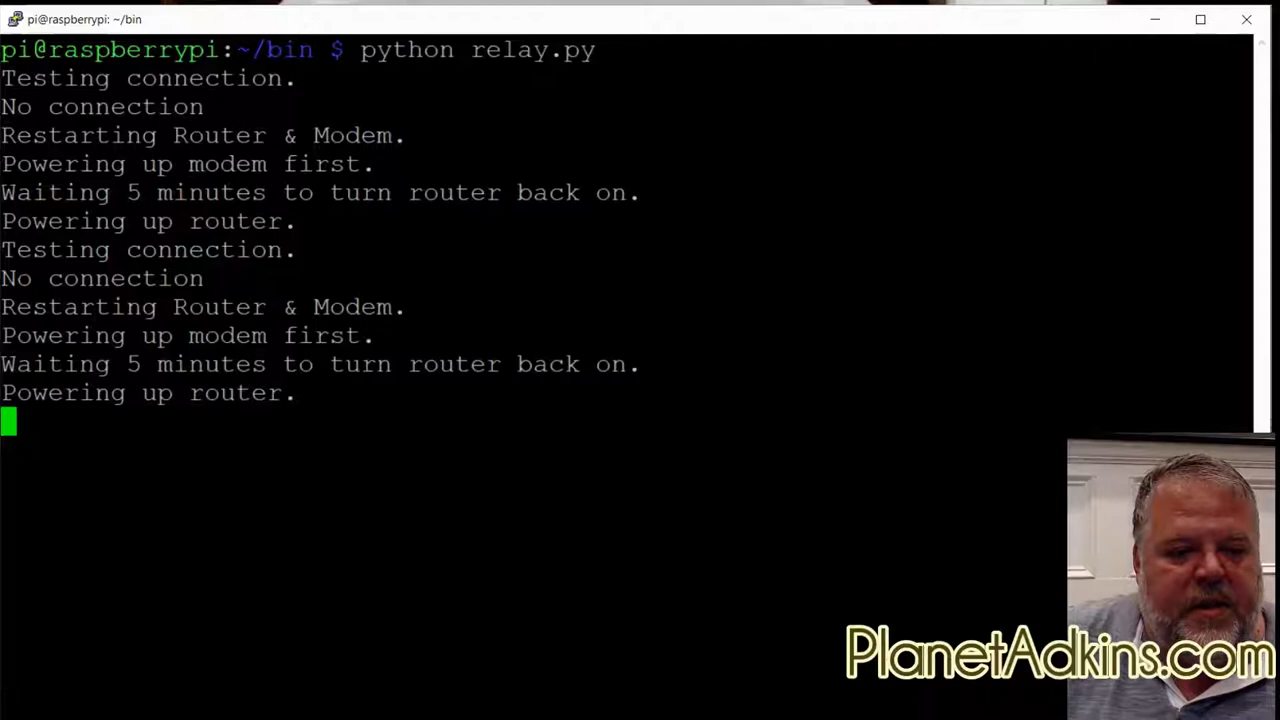 pi@raspberrypi: ~/bin
pi@raspberrypi:~/bin $ python relay.py
Testing connection.
No connection
Restarting Router & Modem.
Powering up modem first.
Waiting 5 minutes to turn router back on.
Powering up router.
Testing connection.
No connection
Restarting Router & Modem.
Powering up modem first.
Waiting 5 minutes to turn router back on.
Powering up router.
PlanetAdkins.com